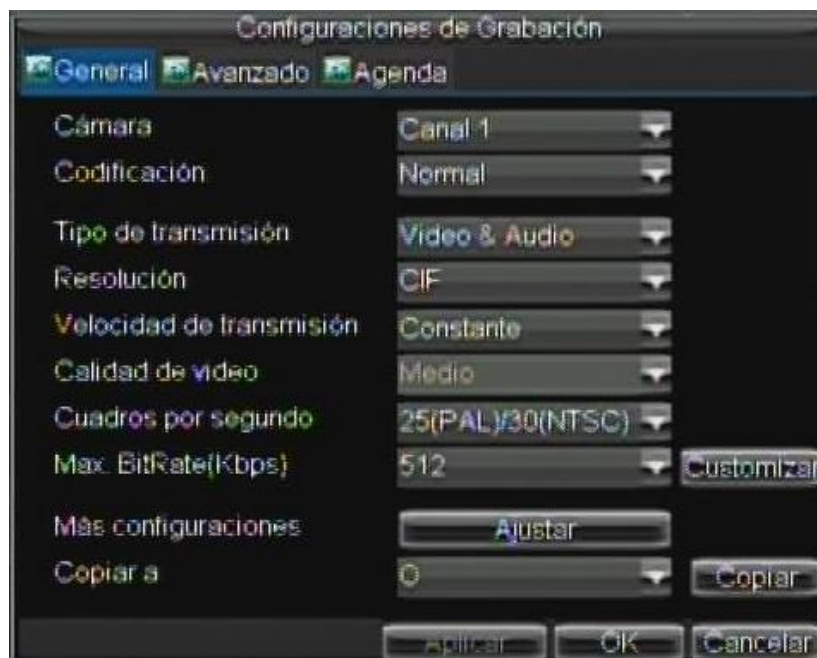 Configuraciones de Grabación
General Avanzado Agenda
Cámara Canal 1
Codificación Normal
Tipo de transmisión Video & Audio
Resolución CIF
Velocidad de transmisión Constante
Calidad de video Medio
Cuadros por segundo 25(PAL)/30(NTSC)
Max. BitRate(Kbps) 512 Customizar
Más configuraciones Ajustar
Copiar a O Copiar
Aplicar OK Cancelar